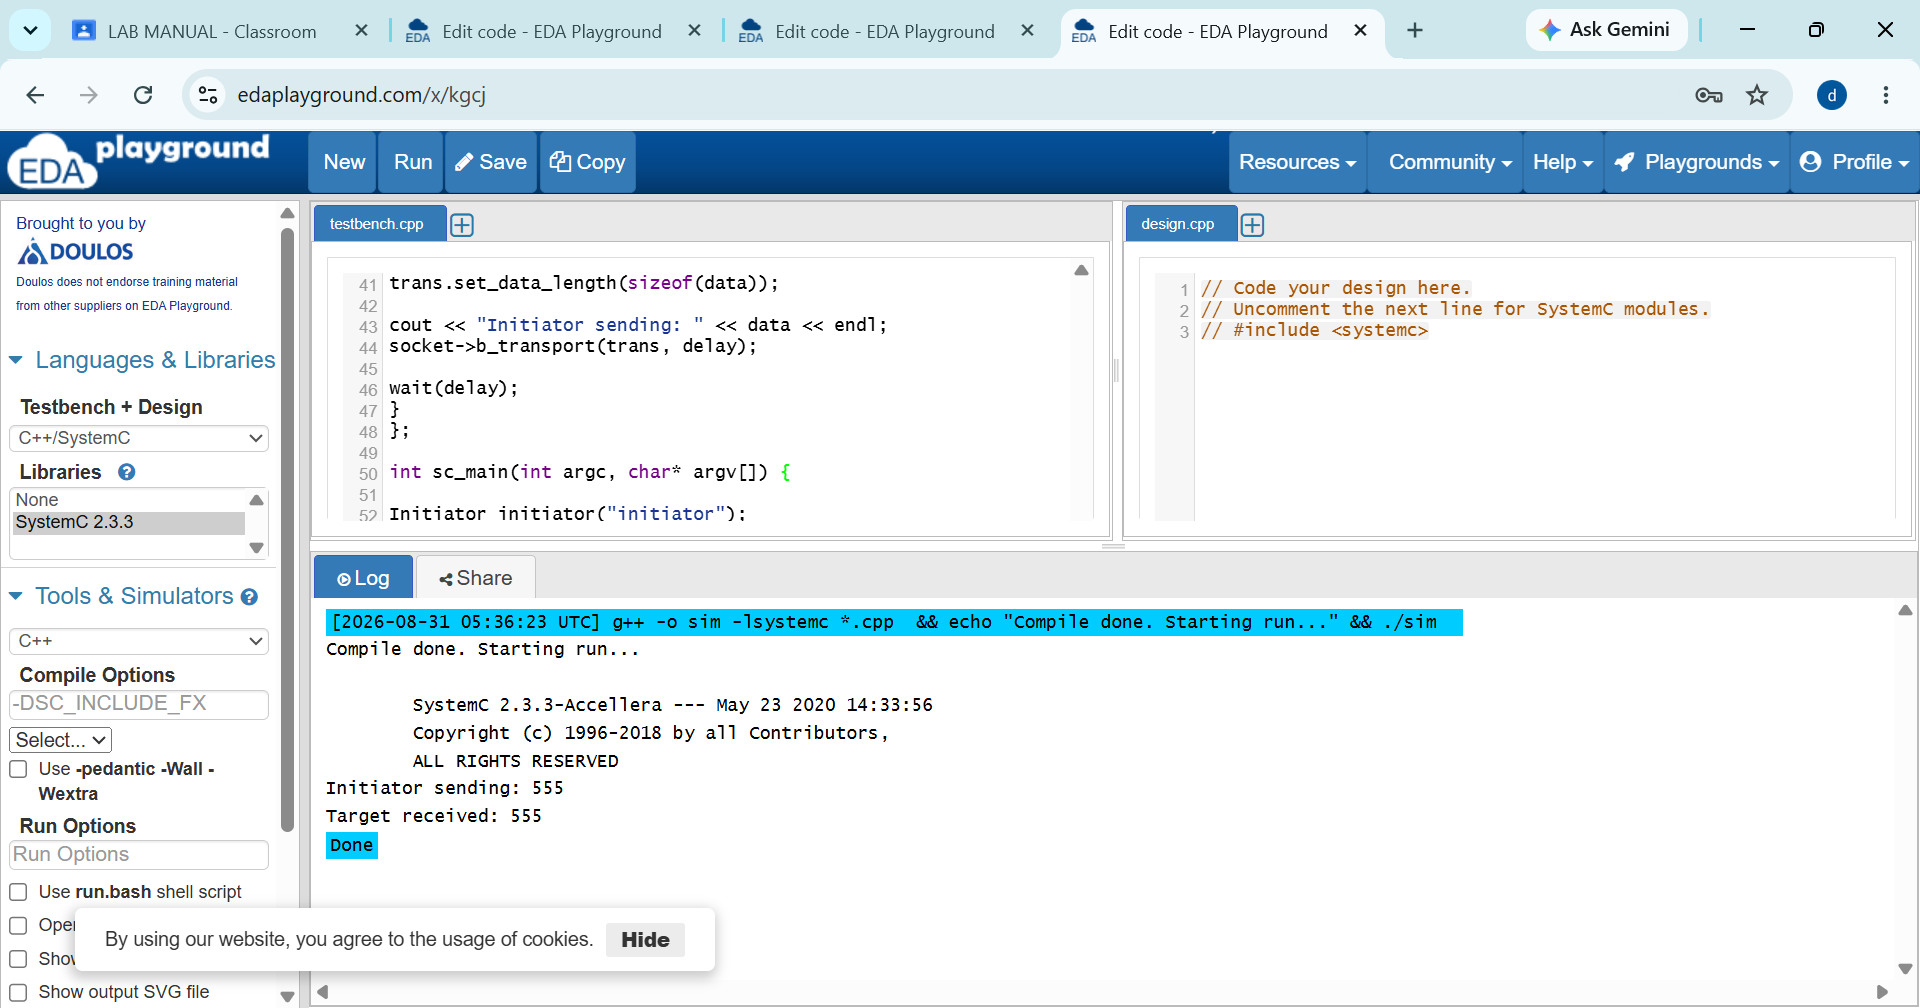 LAB MANUAL - Classroom
Edit code - EDA Playground
Edit code - EDA Playground
Edit code - EDA Playground
Ask Gemini
edaplayground.com/x/kgcj
d
EDA playground
New
Run
Save
Copy
Resources
Community
Help
Playgrounds
Profile
Brought to you by
DOULOS
Doulos does not endorse training material
from other suppliers on EDA Playground.
Languages & Libraries
Testbench + Design
C++/SystemC
Libraries
None
SystemC 2.3.3
Tools & Simulators
C++
Compile Options
-DSC_INCLUDE_FX
Select...
Use -pedantic -Wall -
Wextra
Run Options
Run Options
Use run.bash shell script
Show output SVG file
testbench.cpp
41 trans.set_data_length(sizeof(data));
42
43 cout << "Initiator sending: " << data << endl;
44 socket->b_transport(trans, delay);
45
46 wait(delay);
47 }
48 };
49
50 int sc_main(int argc, char* argv[]) {
51
52 Initiator initiator("initiator");
design.cpp
1 // Code your design here.
2 // Uncomment the next line for SystemC modules.
3 // #include <systemc>
Log
Share
[2026-08-31 05:36:23 UTC] g++ -o sim -lsystemc *.cpp  && echo "Compile done. Starting run..." && ./sim
Compile done. Starting run...
SystemC 2.3.3-Accellera --- May 23 2020 14:33:56
Copyright (c) 1996-2018 by all Contributors,
ALL RIGHTS RESERVED
Initiator sending: 555
Target received: 555
Done
By using our website, you agree to the usage of cookies.
Hide